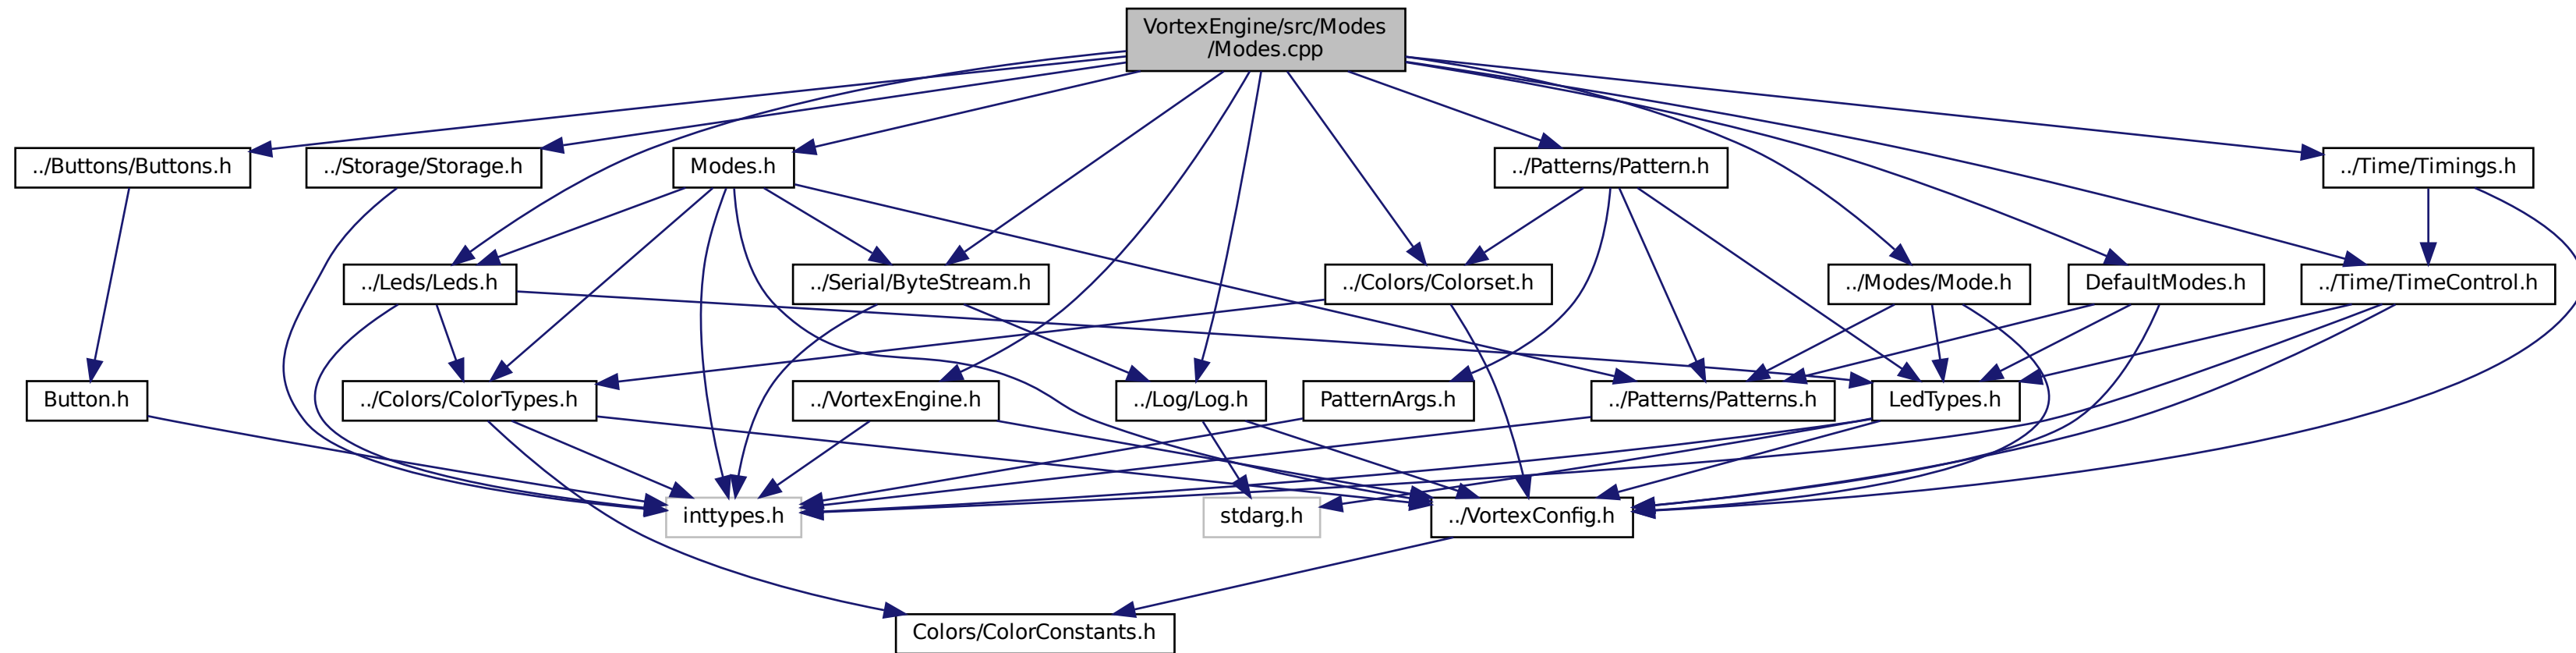 VortexEngine/src/Modes
/Modes.cpp
../Buttons/Buttons.h
../Storage/Storage.h
Modes.h
../Patterns/Pattern.h
../Time/Timings.h
../Leds/Leds.h
../Serial/ByteStream.h
../Colors/Colorset.h
../Modes/Mode.h
DefaultModes.h
../Time/TimeControl.h
Button.h
../Colors/ColorTypes.h
../VortexEngine.h
../Log/Log.h
PatternArgs.h
../Patterns/Patterns.h
LedTypes.h
inttypes.h
stdarg.h
../VortexConfig.h
Colors/ColorConstants.h